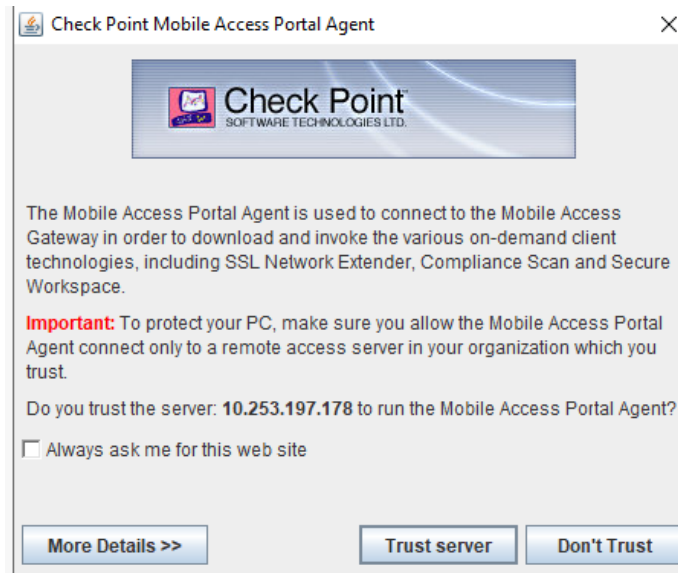 Check Point Mobile Access Portal Agent
Check Point
SOFTWARE TECHNOLOGIES LTD.
The Mobile Access Portal Agent is used to connect to the Mobile Access
Gateway in order to download and invoke the various on-demand client
technologies, including SSL Network Extender, Compliance Scan and Secure
Workspace.
Important: To protect your PC, make sure you allow the Mobile Access Portal
Agent connect only to a remote access server in your organization which you
trust.
Do you trust the server: 10.253.197.178 to run the Mobile Access Portal Agent?
Always ask me for this web site
More Details >> Trust server Don't Trust